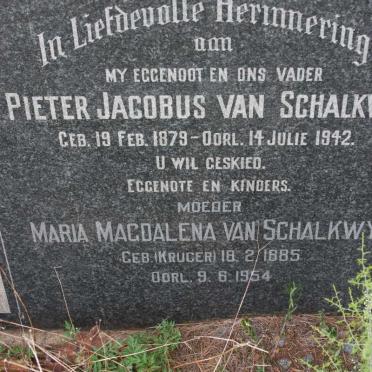 In Liefdevolle Herinnering
aan
MY EGGENOOT EN ONS VADER
PIETER JACOBUS VAN SCHALKW
GEB. 19 FEB. 1879 - OORL. 14 JULIE 1942.
U WIL GESKIED.
EGGENOTE EN KINDERS.
MOEDER
MARIA MAGDALENA VAN SCHALKWY
GEB (KRUGER) 18. 2. 1885
OORL. 9. 6. 1954